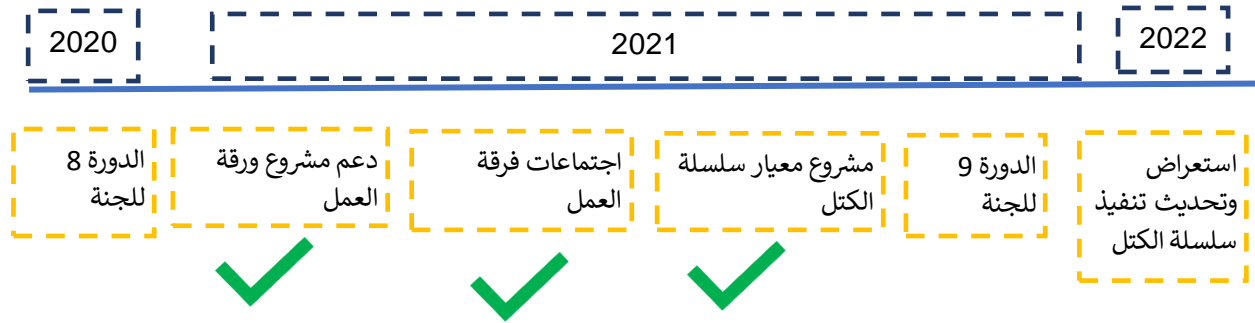 2020
2021
2022
الدورة 8
للجنة
دعم مشروع ورقة
العمل
اجتماعات فرقة
العمل
مشروع معيار سلسلة
الكتل
الدورة 9
للجنة
استعراض
وتحديث تنفيذ
سلسلة الكتل